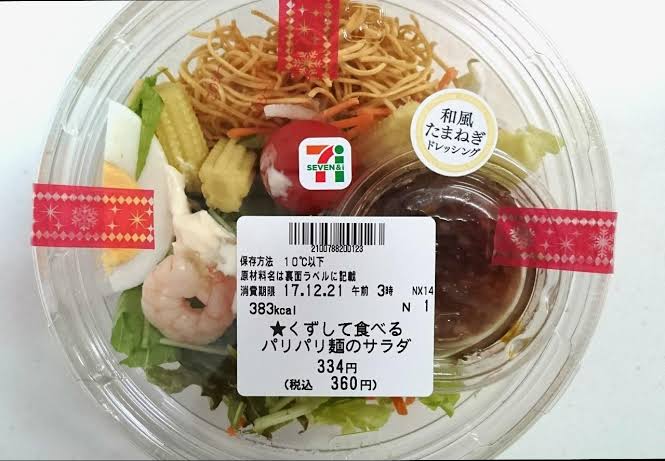 和風
たまねぎ
ドレッシング
SEVEN&i
2100788200123
保存方法 10℃以下
原材料名は裏面ラベルに記載
消費期限 17.12.21 午前 3時 NX14
383kcal N 1
★くずして食べる
パリパリ麺のサラダ
334円
(税込 360円)